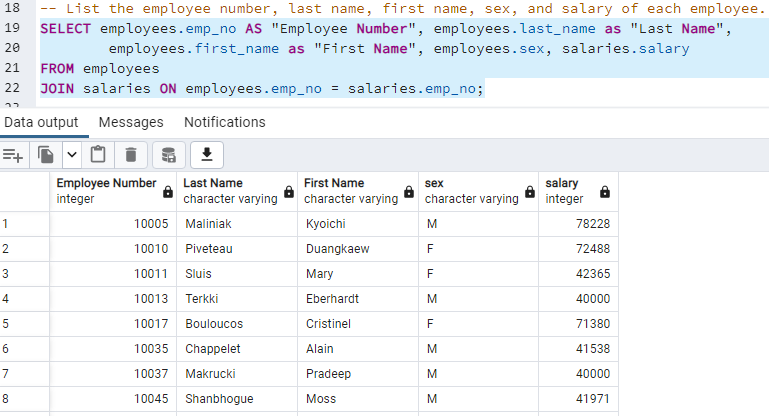 18 -- List the employee number, last name, first name, sex, and salary of each employee.
19 SELECT employees.emp_no AS "Employee Number", employees.last_name as "Last Name",
20 employees.first_name as "First Name", employees.sex, salaries.salary
21 FROM employees
22 JOIN salaries ON employees.emp_no = salaries.emp_no;
Data output Messages Notifications
Employee Number Last Name First Name sex salary
integer character varying character varying character varying integer
1 10005 Maliniak Kyoichi M 78228
2 10010 Piveteau Duangkaew F 72488
3 10011 Sluis Mary F 42365
4 10013 Terkki Eberhardt M 40000
5 10017 Bouloucos Cristinel F 71380
6 10035 Chappelet Alain M 41538
7 10037 Makrucki Pradeep M 40000
8 10045 Shanbhogue Moss M 41971